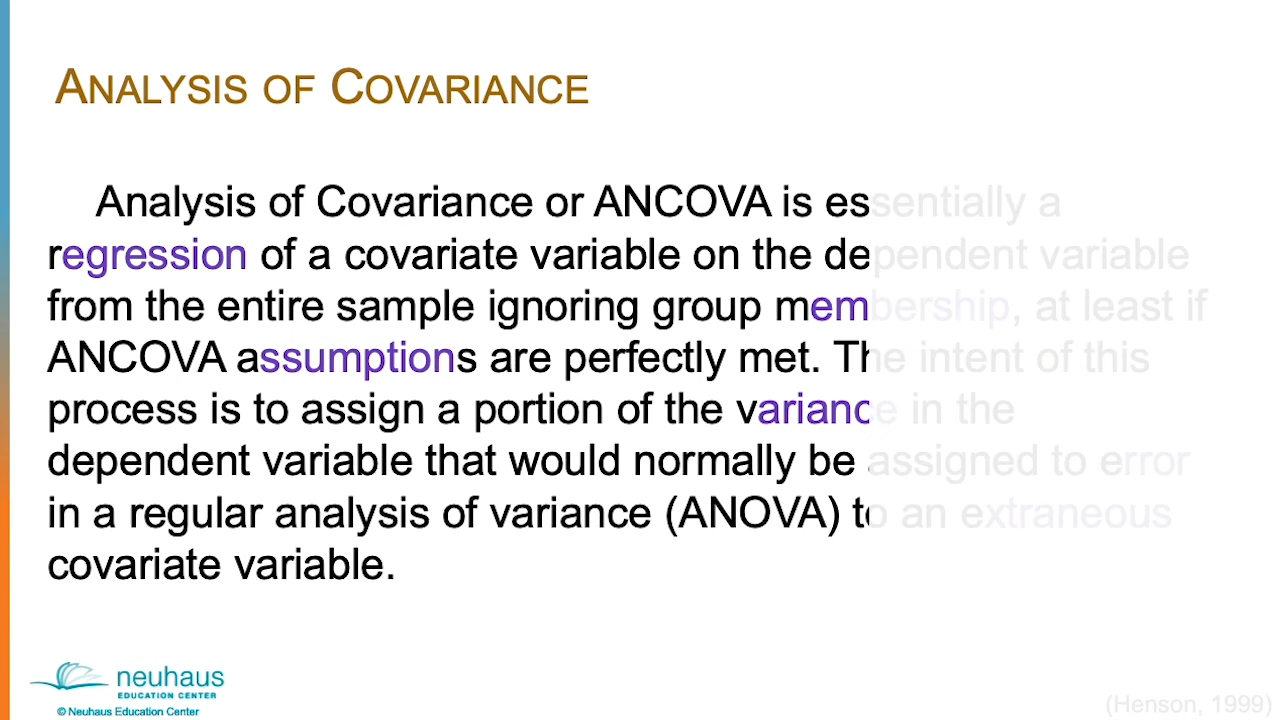 ANALYSIS OF COVARIANCE
Analysis of Covariance or ANCOVA is essentially a
regression of a covariate variable on the dependent variable
from the entire sample ignoring group membership, at least if
ANCOVA assumptions are perfectly met. The intent of this
process is to assign a portion of the variance in the
dependent variable that would normally be assigned to error
in a regular analysis of variance (ANOVA) to an extraneous
covariate variable.
neuhaus
EDUCATION CENTER
© Neuhaus Education Center
(Henson, 1999)